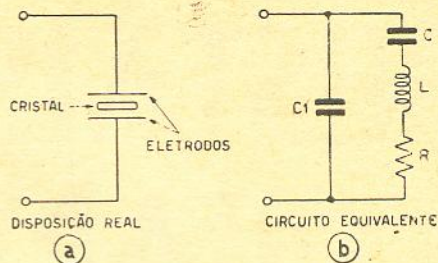 CRISTAL
ELETRODOS
DISPOSIÇÃO REAL
a
C1
C
L
R
CIRCUITO EQUIVALENTE
b